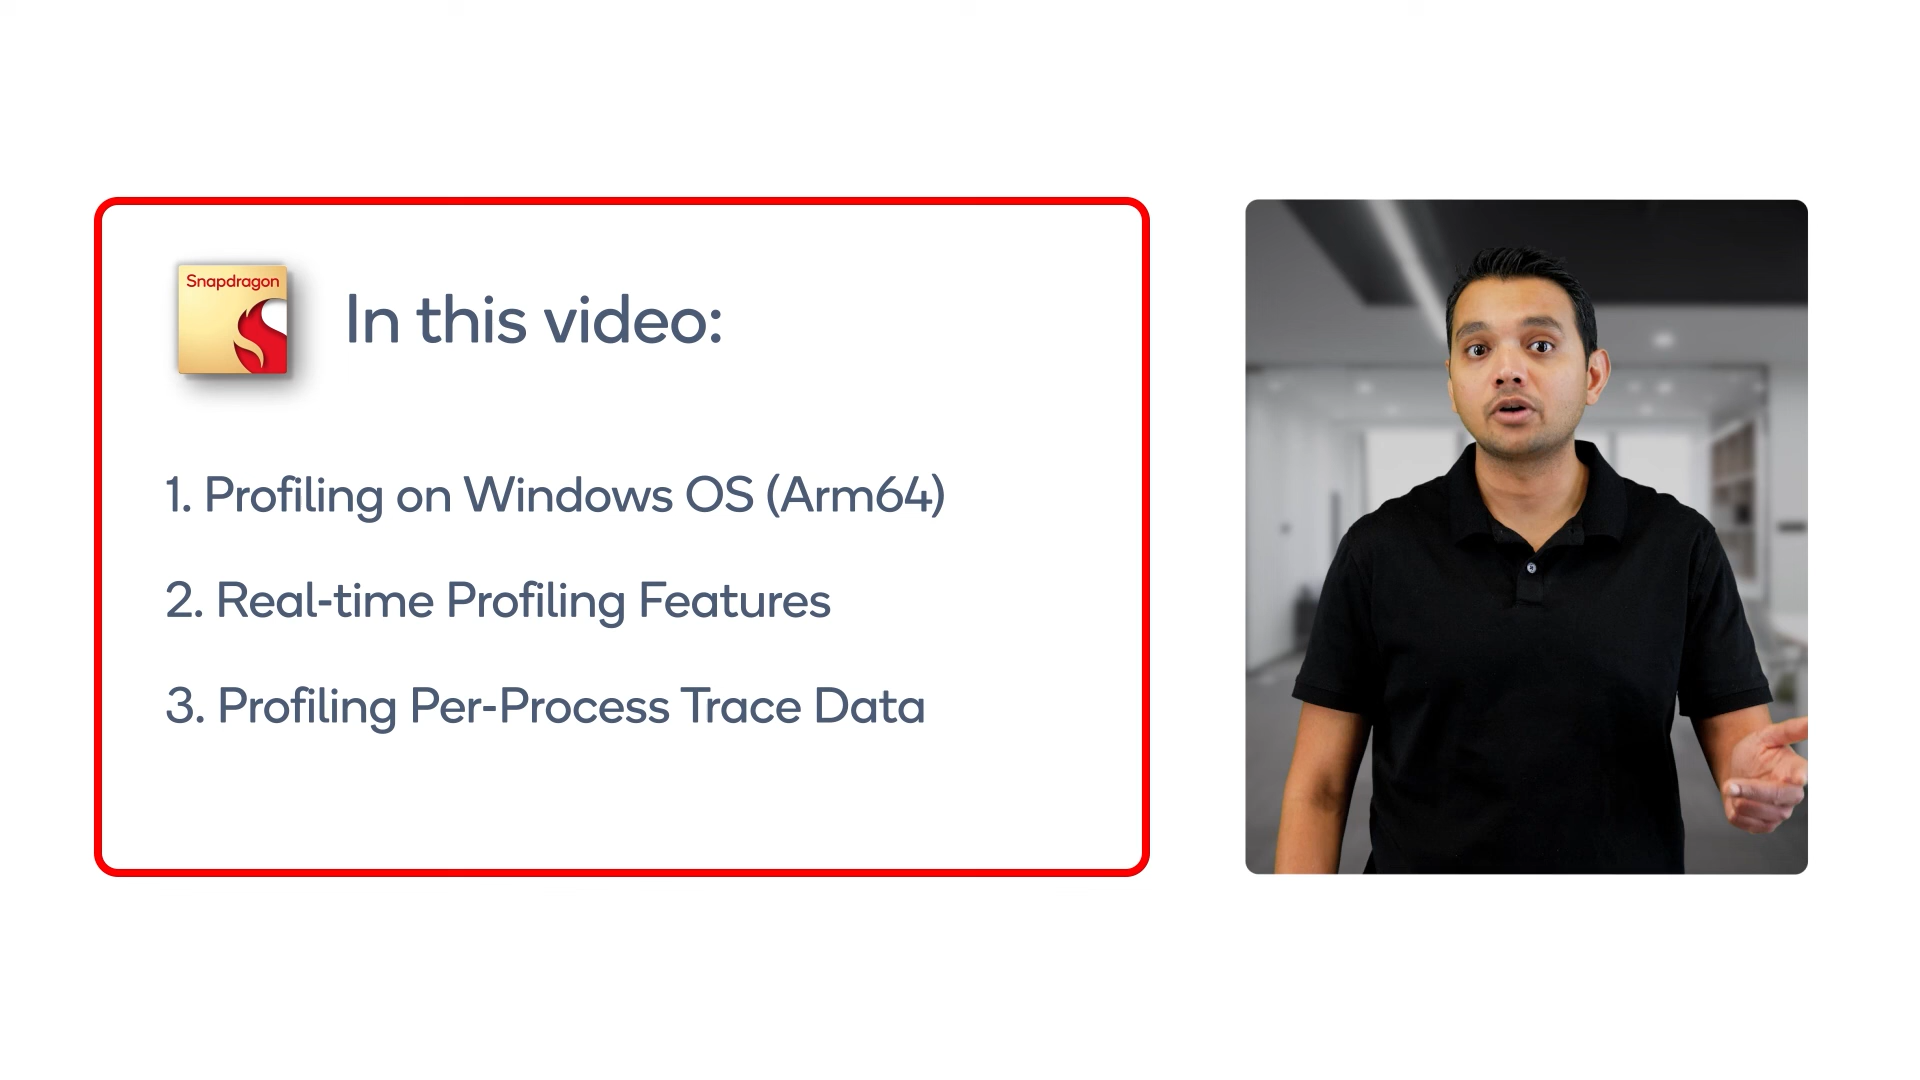 Snapdragon
In this video:
1. Profiling on Windows OS (Arm64)
2. Real-time Profiling Features
3. Profiling Per-Process Trace Data